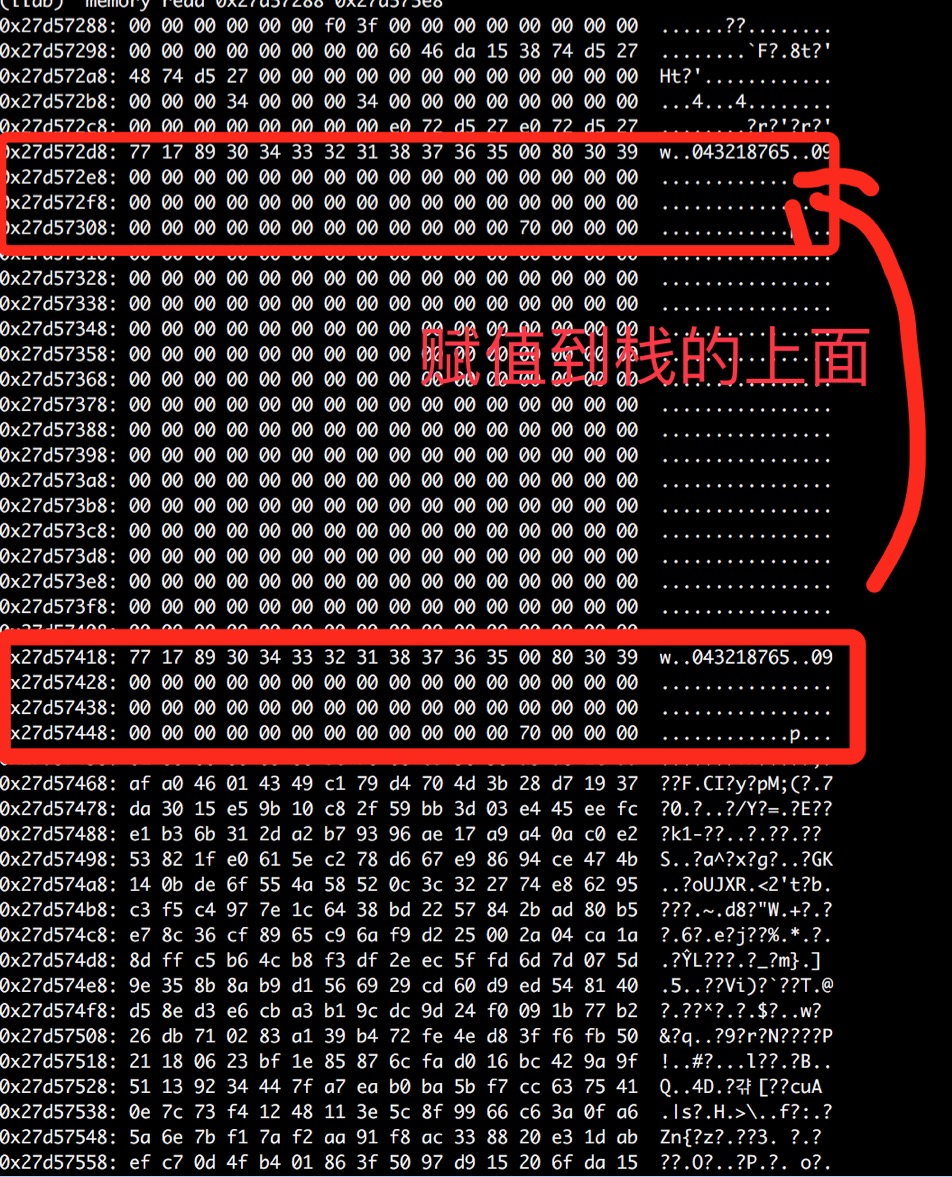 (lldb) memory read 0x27d57288 0x27d575e8
0x27d57288: 00 00 00 00 00 00 f0 3f 00 00 00 00 00 00 00 00 ......??........
0x27d57298: 00 00 00 00 00 00 00 00 60 46 da 15 38 74 d5 27 ........`F?.8t?'
0x27d572a8: 48 74 d5 27 00 00 00 00 00 00 00 00 00 00 00 00 Ht?'............
0x27d572b8: 00 00 00 34 00 00 00 34 00 00 00 00 00 00 00 00 ...4...4........
0x27d572c8: 00 00 00 00 00 00 00 00 e0 72 d5 27 e0 72 d5 27 ........?r?'?r?'
0x27d572d8: 77 17 89 30 34 33 32 31 38 37 36 35 00 80 30 39 w..043218765..09
0x27d572e8: 00 00 00 00 00 00 00 00 00 00 00 00 00 00 00 00 .............
0x27d572f8: 00 00 00 00 00 00 00 00 00 00 00 00 00 00 00 00 .............
0x27d57308: 00 00 00 00 00 00 00 00 00 00 00 00 70 00 00 00 ............p...
0x27d57318: 00 00 00 00 00 00 00 00 00 00 00 00 00 00 00 00 ................
0x27d57328: 00 00 00 00 00 00 00 00 00 00 00 00 00 00 00 00 ................
0x27d57338: 00 00 00 00 00 00 00 00 00 00 00 00 00 00 00 00 ................
0x27d57348: 00 00 00 00 00 00 00 00 00 00 00 00 00 00 00 00 ................
赋值到栈的上面
0x27d57358: 00 00 00 00 00 00 00 00 00 00 00 00 00 00 00 00 ................
0x27d57368: 00 00 00 00 00 00 00 00 00 00 00 00 00 00 00 00 ................
0x27d57378: 00 00 00 00 00 00 00 00 00 00 00 00 00 00 00 00 ................
0x27d57388: 00 00 00 00 00 00 00 00 00 00 00 00 00 00 00 00 ................
0x27d57398: 00 00 00 00 00 00 00 00 00 00 00 00 00 00 00 00 ................
0x27d573a8: 00 00 00 00 00 00 00 00 00 00 00 00 00 00 00 00 ................
0x27d573b8: 00 00 00 00 00 00 00 00 00 00 00 00 00 00 00 00 ................
0x27d573c8: 00 00 00 00 00 00 00 00 00 00 00 00 00 00 00 00 ................
0x27d573d8: 00 00 00 00 00 00 00 00 00 00 00 00 00 00 00 00 ................
0x27d573e8: 00 00 00 00 00 00 00 00 00 00 00 00 00 00 00 00 ................
0x27d573f8: 00 00 00 00 00 00 00 00 00 00 00 00 00 00 00 00 ................
0x27d57408: 00 00 00 00 00 00 00 00 00 00 00 00 00 00 00 00
x27d57418: 77 17 89 30 34 33 32 31 38 37 36 35 00 80 30 39 w..043218765..09
x27d57428: 00 00 00 00 00 00 00 00 00 00 00 00 00 00 00 00 ................
x27d57438: 00 00 00 00 00 00 00 00 00 00 00 00 00 00 00 00 ................
x27d57448: 00 00 00 00 00 00 00 00 00 00 00 00 70 00 00 00 ............p...
0x27d57468: af a0 46 01 43 49 c1 79 d4 70 4d 3b 28 d7 19 37 ??F.CI?y?pM;(?.7
0x27d57478: da 30 15 e5 9b 10 c8 2f 59 bb 3d 03 e4 45 ee fc ?0.?..?/Y?=.?E??
0x27d57488: e1 b3 6b 31 2d a2 b7 93 96 ae 17 a9 a4 0a c0 e2 ?k1-??..?.??.??
0x27d57498: 53 82 1f e0 61 5e c2 78 d6 67 e9 86 94 ce 47 4b S..?a^?x?g?..?GK
0x27d574a8: 14 0b de 6f 55 4a 58 52 0c 3c 32 27 74 e8 62 95 ..?oUJXR.<2't?b.
0x27d574b8: c3 f5 c4 97 7e 1c 64 38 bd 22 57 84 2b ad 80 b5 ???.~.d8?"W.+?.?
0x27d574c8: e7 8c 36 cf 89 65 c9 6a f9 d2 25 00 2a 04 ca 1a ?.6?.e?j??%.*.?.
0x27d574d8: 8d ff c5 b6 4c b8 f3 df 2e ec 5f fd 6d 7d 07 5d .?ŶL???.?_?m}.]
0x27d574e8: 9e 35 8b 8a b9 d1 56 69 29 cd 60 d9 ed 54 81 40 .5..??Vi)?`??T.@
0x27d574f8: d5 8e d3 e6 cb a3 b1 9c dc 9d 24 f0 09 1b 77 b2 ?.??ˣ?.?.$?..w?
0x27d57508: 26 db 71 02 83 a1 39 b4 72 fe 4e d8 3f f6 fb 50 &?q..?9?r?N????P
0x27d57518: 21 18 06 23 bf 1e 85 87 6c fa d0 16 bc 42 9a 9f !..#?...l??.?B..
0x27d57528: 51 13 92 34 44 7f a7 ea b0 ba 5b f7 cc 63 75 41 Q..4D.?갺[??cuA
0x27d57538: 0e 7c 73 f4 12 48 11 3e 5c 8f 99 66 c6 3a 0f a6 .|s?.H.>\..f?:.?
0x27d57548: 5a 6e 7b f1 7a f2 aa 91 f8 ac 33 88 20 e3 1d ab Zn{?z?.??3. ?.?
0x27d57558: ef c7 0d 4f b4 01 86 3f 50 97 d9 15 20 6f da 15 ??.O?..?P.?. o?.